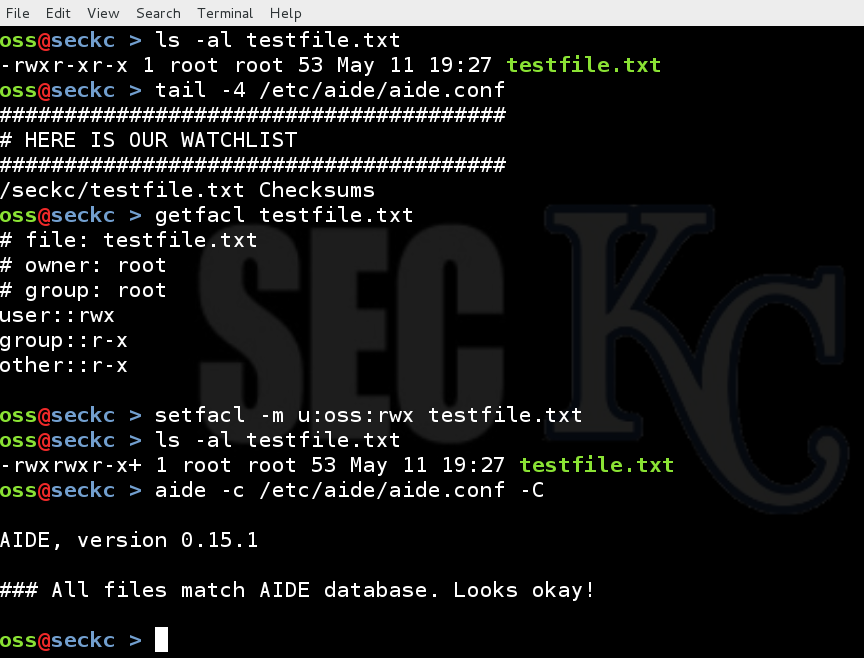 File Edit View Search Terminal Help
oss@seckc > ls -al testfile.txt
-rwxr-xr-x 1 root root 53 May 11 19:27 testfile.txt
oss@seckc > tail -4 /etc/aide/aide.conf
#######################################
# HERE IS OUR WATCHLIST
#######################################
/seckc/testfile.txt Checksums
oss@seckc > getfacl testfile.txt
# file: testfile.txt
# owner: root
# group: root
user::rwx
group::r-x
other::r-x
oss@seckc > setfacl -m u:oss:rwx testfile.txt
oss@seckc > ls -al testfile.txt
-rwxrwxr-x+ 1 root root 53 May 11 19:27 testfile.txt
oss@seckc > aide -c /etc/aide/aide.conf -C
AIDE, version 0.15.1
### All files match AIDE database. Looks okay!
oss@seckc >
SEC KC